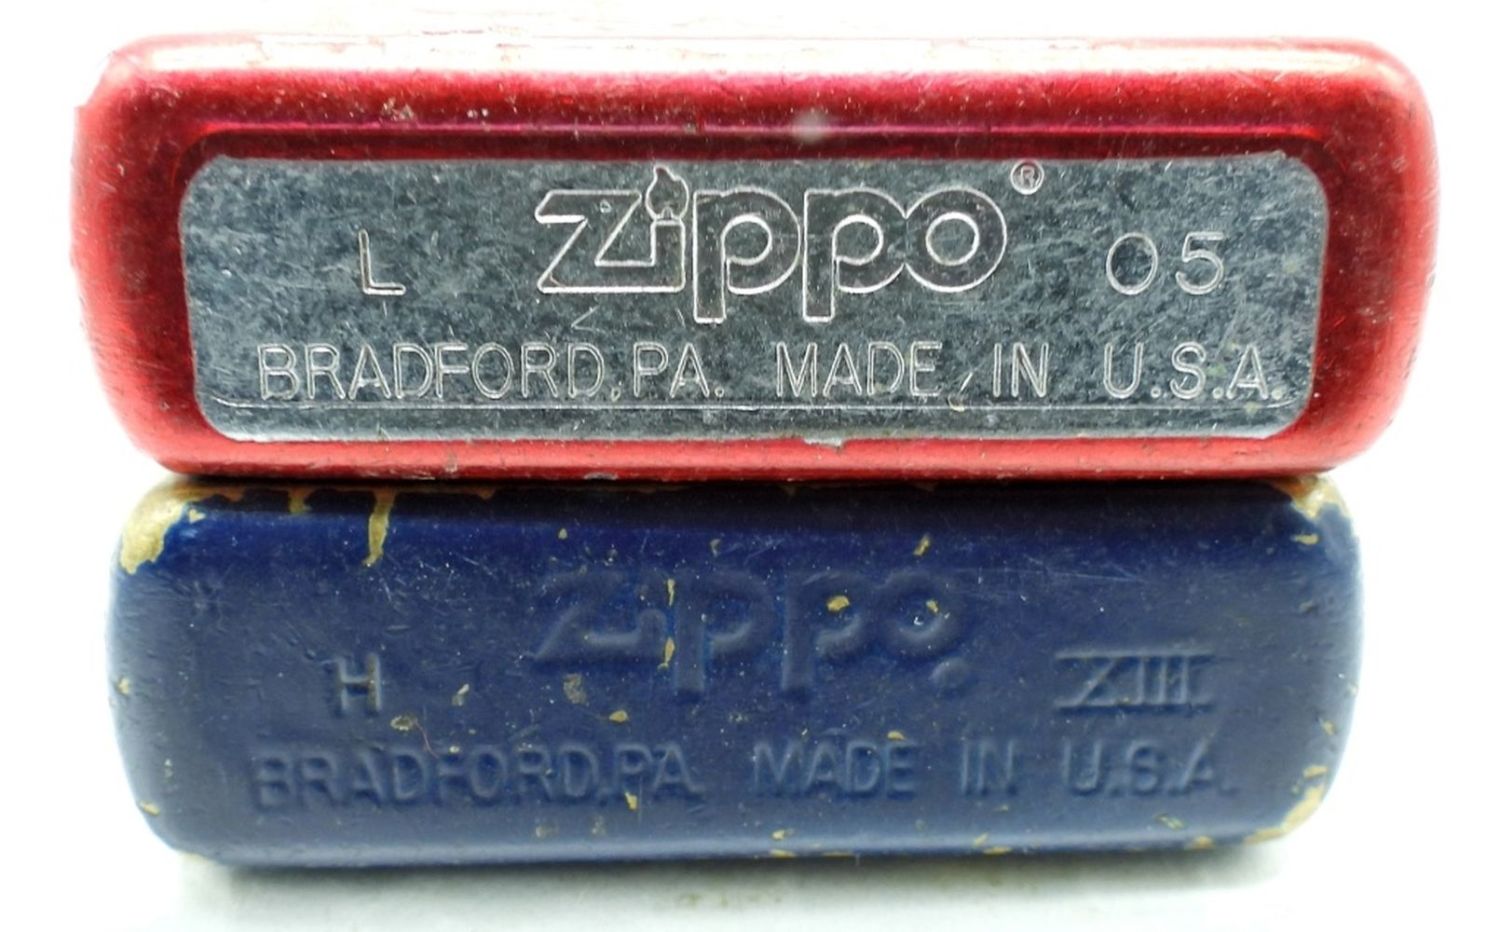 L zippo® 05
BRADFORD, PA. MADE IN U.S.A.
zippo
H XIII
BRADFORD, PA. MADE IN U.S.A.